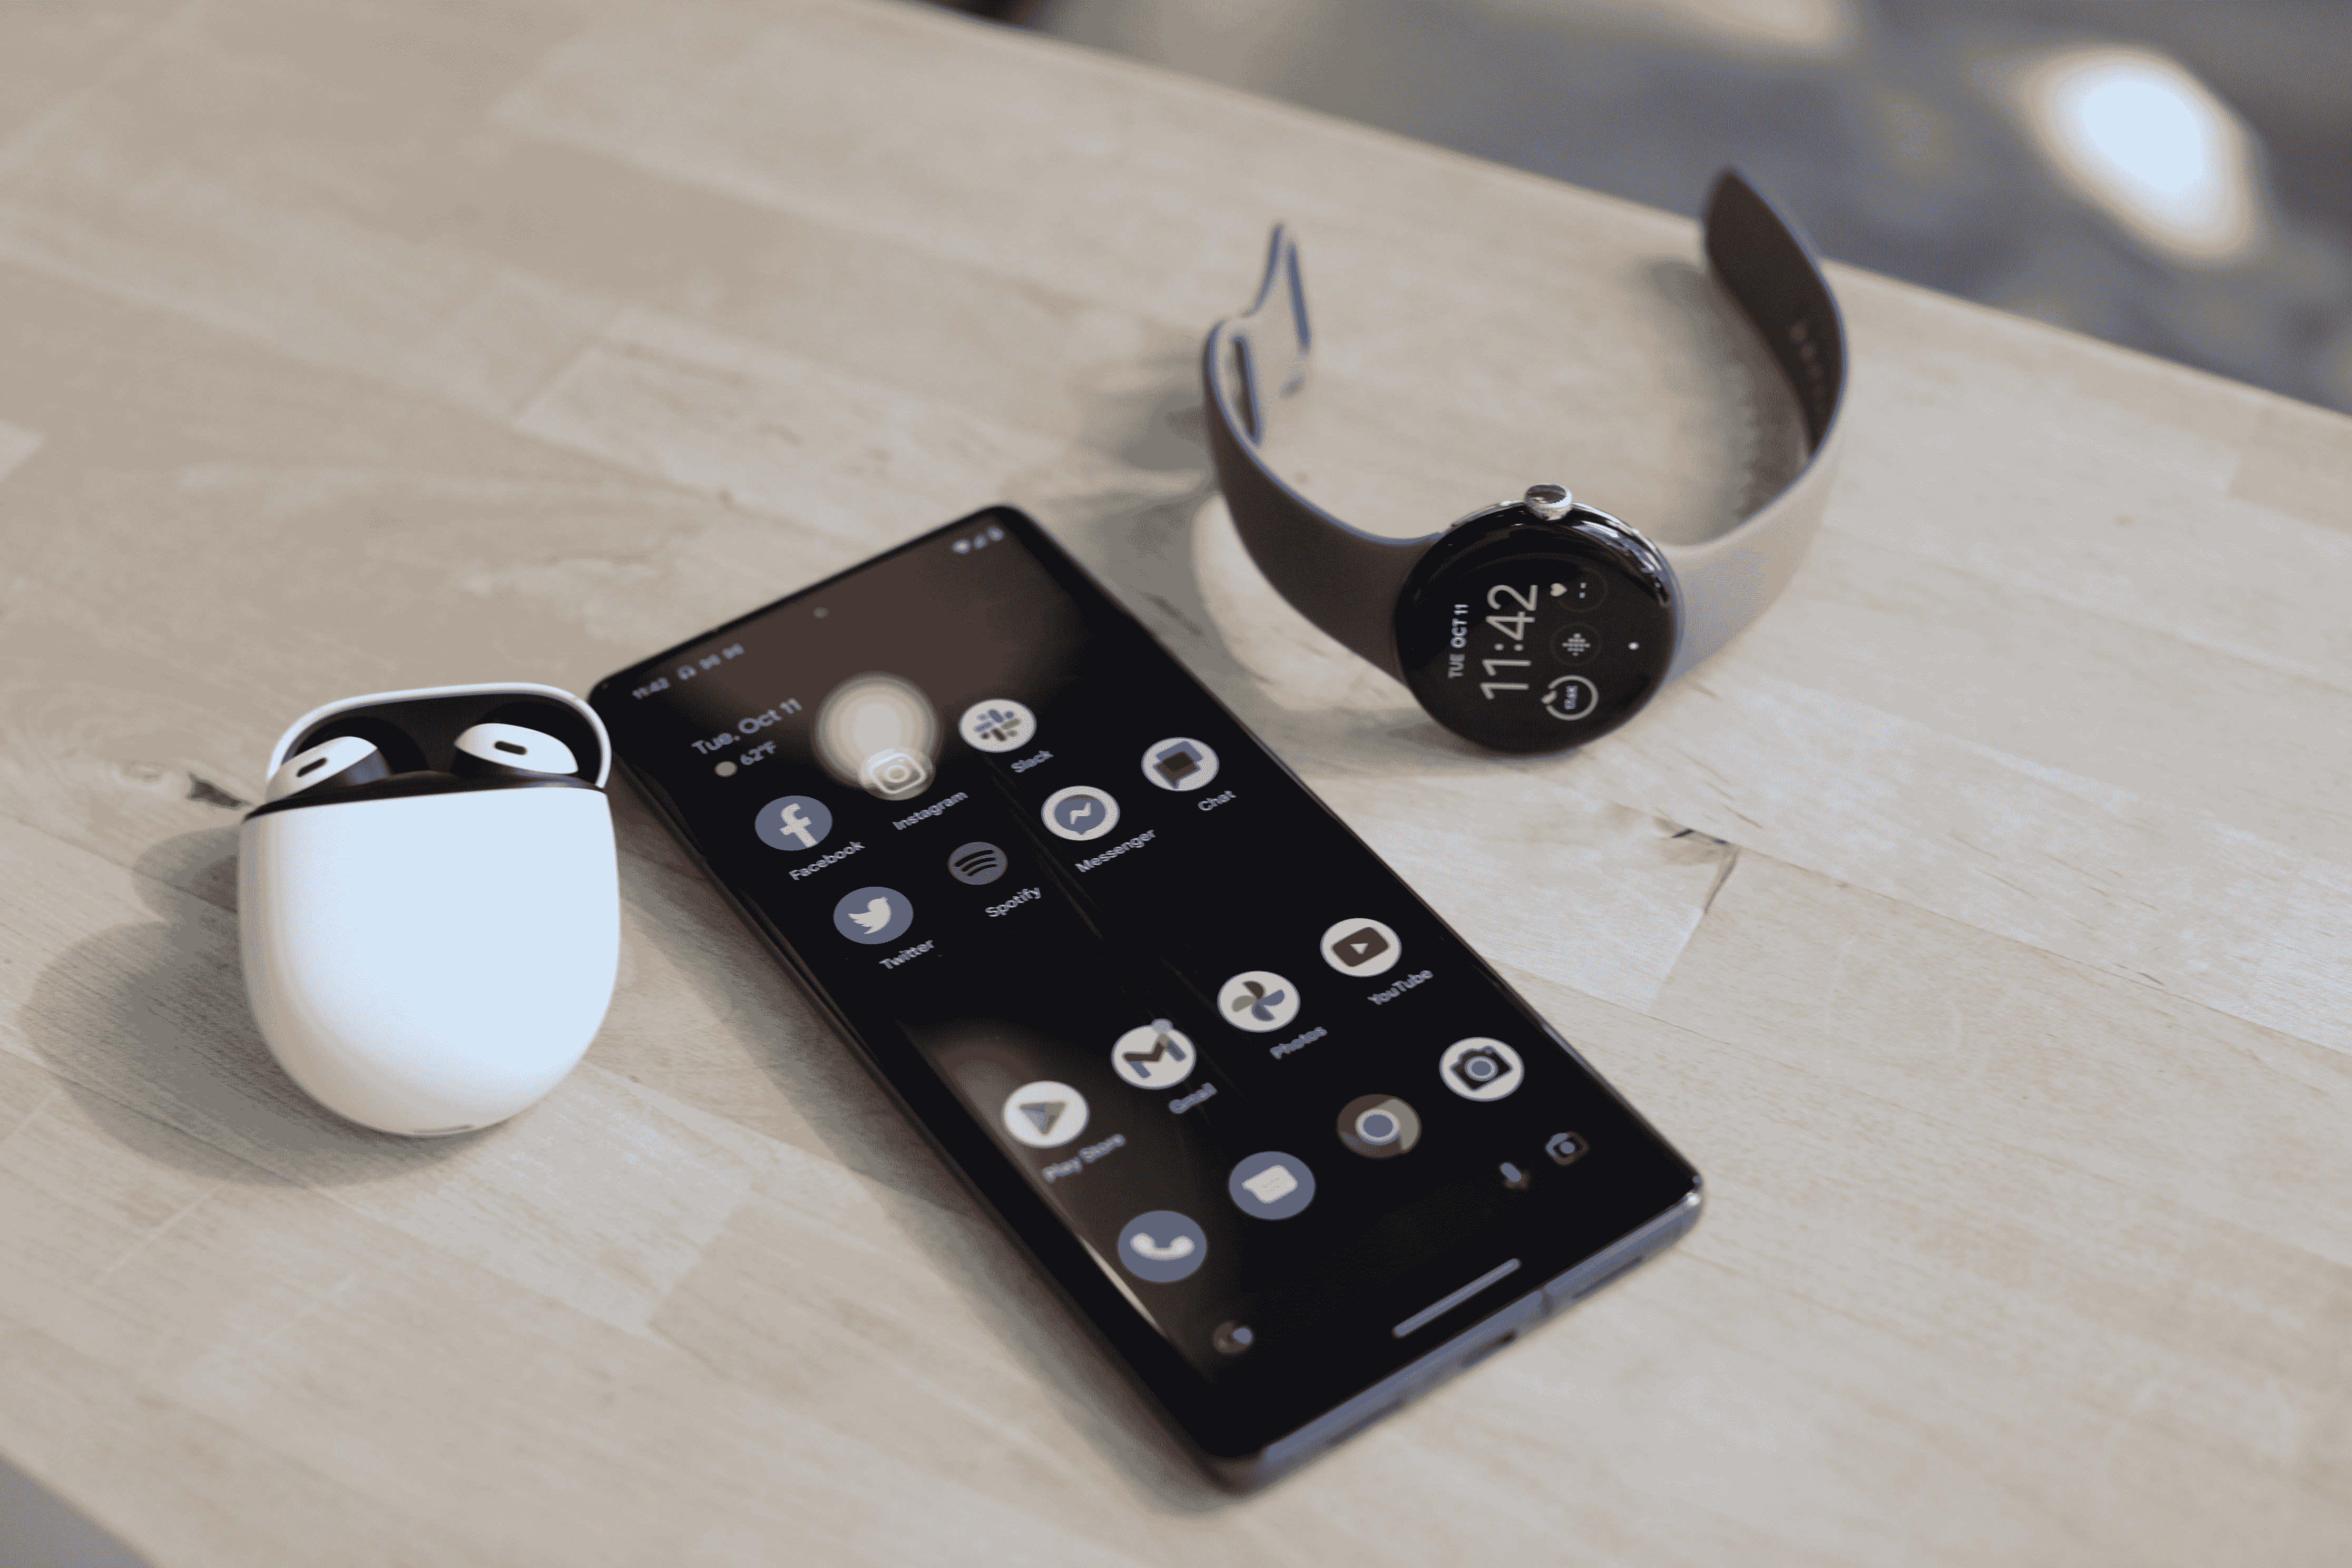 11:42
Tue, Oct 11
62°F
Facebook
Instagram
Slack
Chat
Twitter
Spotify
Messenger
Play Store
Gmail
Photos
YouTube
TUE OCT 11
11:42